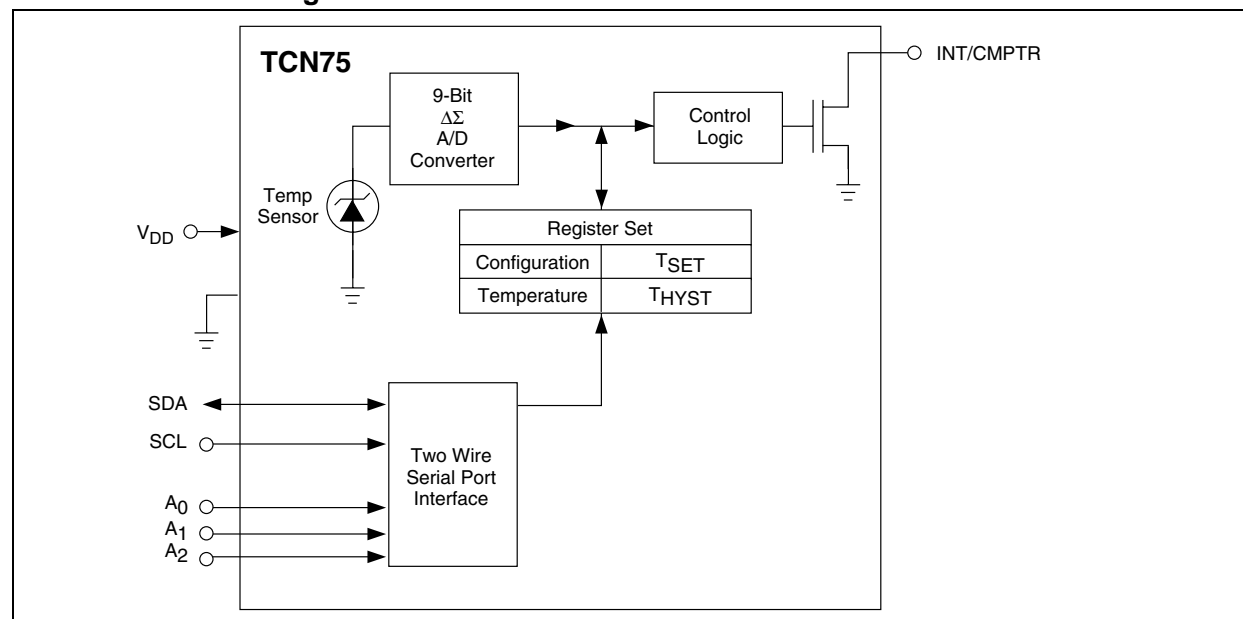 TCN75
INT/CMPTR
9-Bit
ΔΣ
A/D
Converter
Control
Logic
Temp
Sensor
VDD
Register Set
Configuration TSET
Temperature THYST
SDA
SCL
Two Wire
Serial Port
Interface
A0
A1
A2